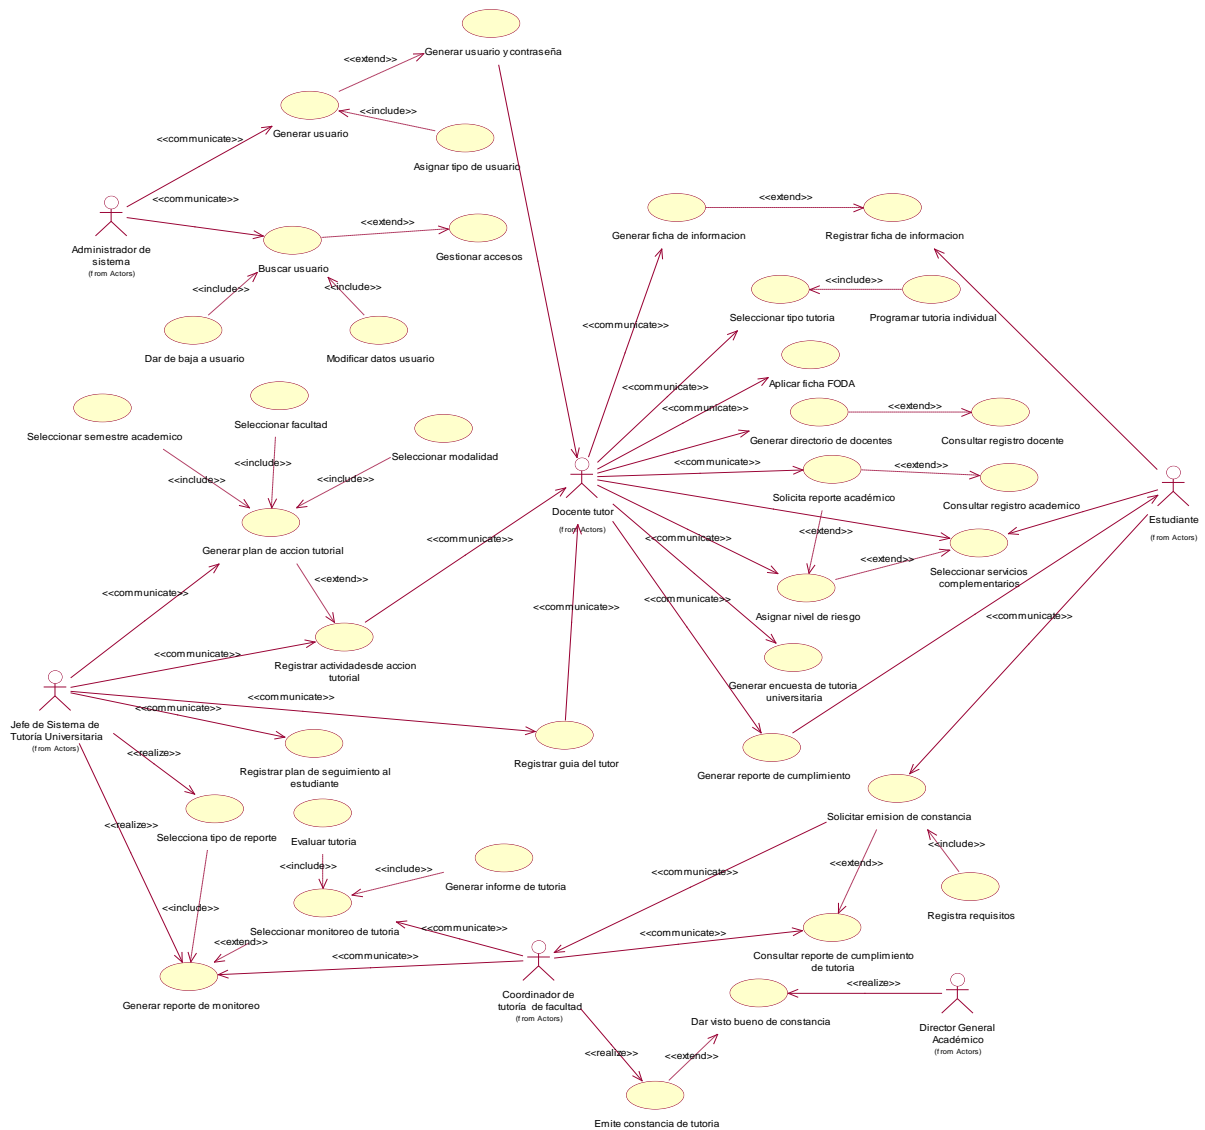 Generar usuario y contraseña
<<extend>>
<<include>>
Generar usuario
<<communicate>>
Asignar tipo de usuario
<<communicate>>
<<extend>>
Administrador de
sistema
(from Actors)
Buscar usuario
Gestionar accesos
<<include>>
<<include>>
Dar de baja a usuario
Modificar datos usuario
<<extend>>
Generar ficha de informacion
Registrar ficha de informacion
<<include>>
Seleccionar tipo tutoria
Programar tutoria individual
<<communicate>>
Aplicar ficha FODA
<<communicate>>
<<communicate>>
<<extend>>
Generar directorio de docentes
Consultar registro docente
<<communicate>>
<<extend>>
Solicita reporte académico
Consultar registro academico
Seleccionar semestre academico
Seleccionar facultad
Seleccionar modalidad
<<include>>
<<include>>
<<include>>
Generar plan de accion tutorial
Docente tutor
(from Actors)
Estudiante
(from Actors)
<<communicate>>
<<communicate>>
<<extend>>
<<extend>>
Seleccionar servicios
complementarios
<<extend>>
<<communicate>>
<<communicate>>
<<communicate>>
Asignar nivel de riesgo
<<communicate>>
<<communicate>>
Registrar actividadesde accion
tutorial
Generar encuesta de tutoria
universitaria
<<communicate>>
<<communicate>>
Jefe de Sistema de
Tutoría Universitaria
(from Actors)
<<realize>>
Registrar plan de seguimiento al
estudiante
Registrar guia del tutor
Generar reporte de cumplimiento
Solicitar emision de constancia
<<realize>>
Selecciona tipo de reporte
Evaluar tutoria
<<include>>
<<include>>
Generar informe de tutoria
<<communicate>>
<<extend>>
<<include>>
Registra requisitos
<<include>>
Seleccionar monitoreo de tutoria
<<communicate>>
<<extend>>
<<communicate>>
<<communicate>>
Consultar reporte de cumplimiento
de tutoria
Generar reporte de monitoreo
Coordinador de
tutoría  de facultad
(from Actors)
<<realize>>
Dar visto bueno de constancia
Director General
Académico
(from Actors)
<<realize>>
<<extend>>
Emite constancia de tutoria